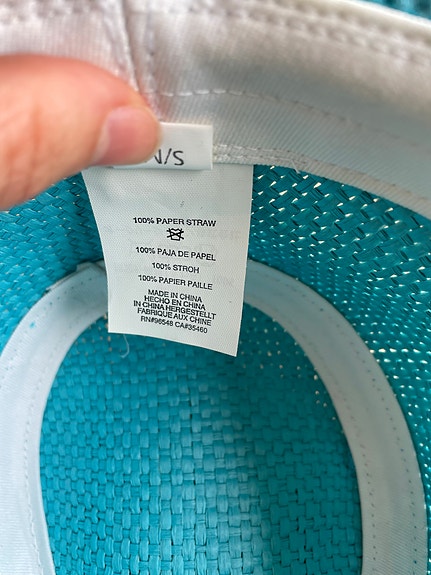 /S
100% PAPER STRAW
100% PAJA DE PAPEL
100% STROH
100% PAPIER PAILLE
MADE IN CHINA
HECHO EN CHINA
IN CHINA HERGESTELLT
FABRIQUE AUX CHINE
RN#96548 CA#35460